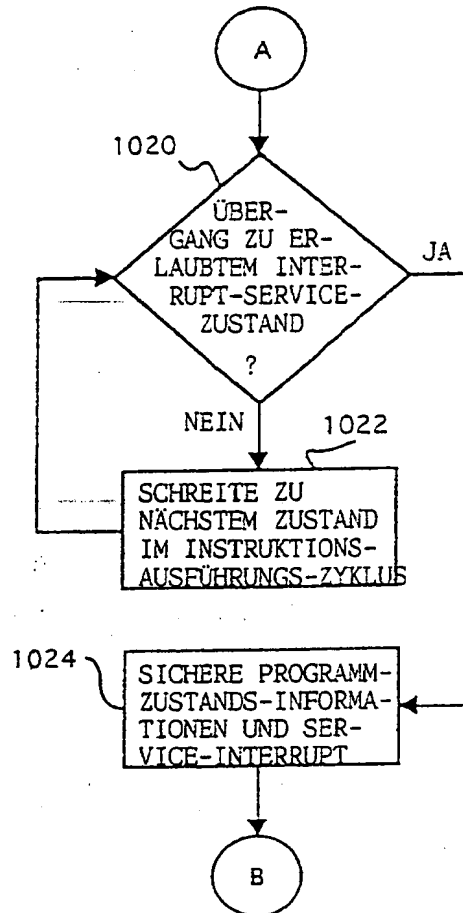 A
1020
ÜBER-
GANG ZU ER-
LAUBTEM INTER-
RUPT-SERVICE-
ZUSTAND
?
JA
NEIN
1022
SCHREITE ZU
NÄCHSTEM ZUSTAND
IM INSTRUKTIONS-
AUSFÜHRUNGS-ZYKLUS
1024
SICHERE PROGRAMM-
ZUSTANDS-INFORMA-
TIONEN UND SER-
VICE-INTERRUPT
B